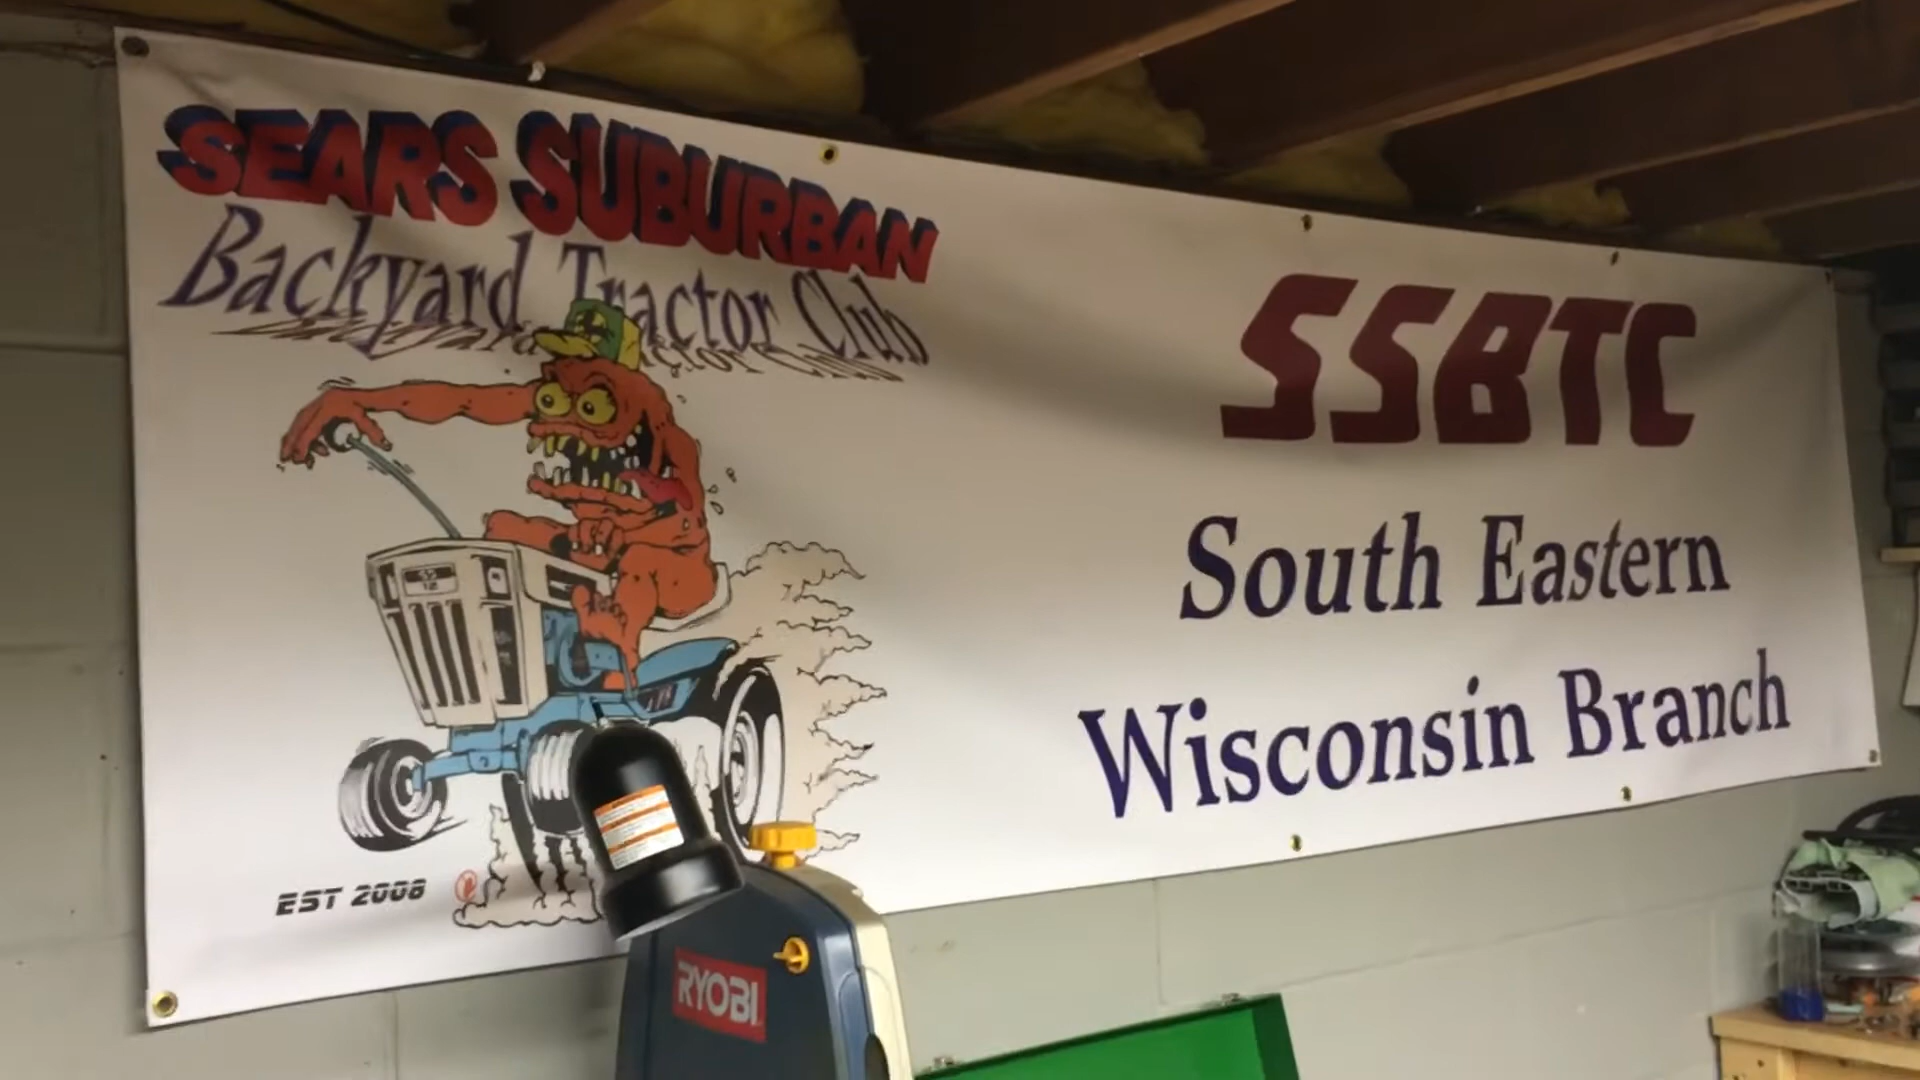 SEARS SUBURBAN
Backyard Tractor Club
EST 2008
SSBTC
South Eastern
Wisconsin Branch
RYOBI